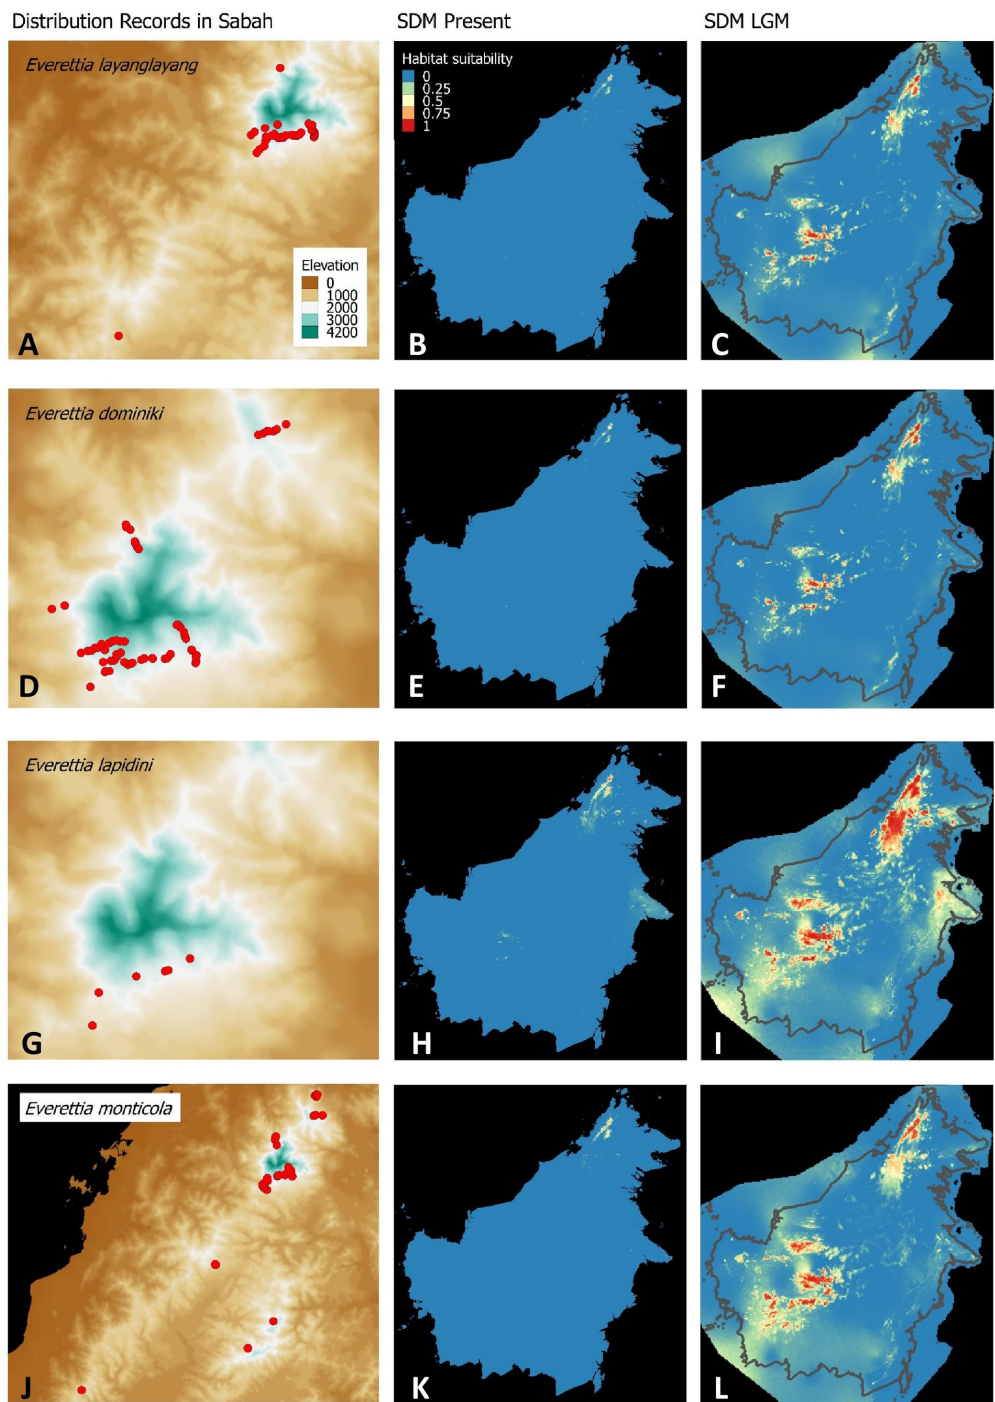 Distribution Records in Sabah
SDM Present
SDM LGM
Everettia layanglayang
Elevation
0
1000
2000
3000
4200
A
Habitat suitability
0
0.25
0.5
0.75
1
B
C
Everettia dominiki
D
E
F
Everettia lapidini
G
H
I
Everettia monticola
J
K
L